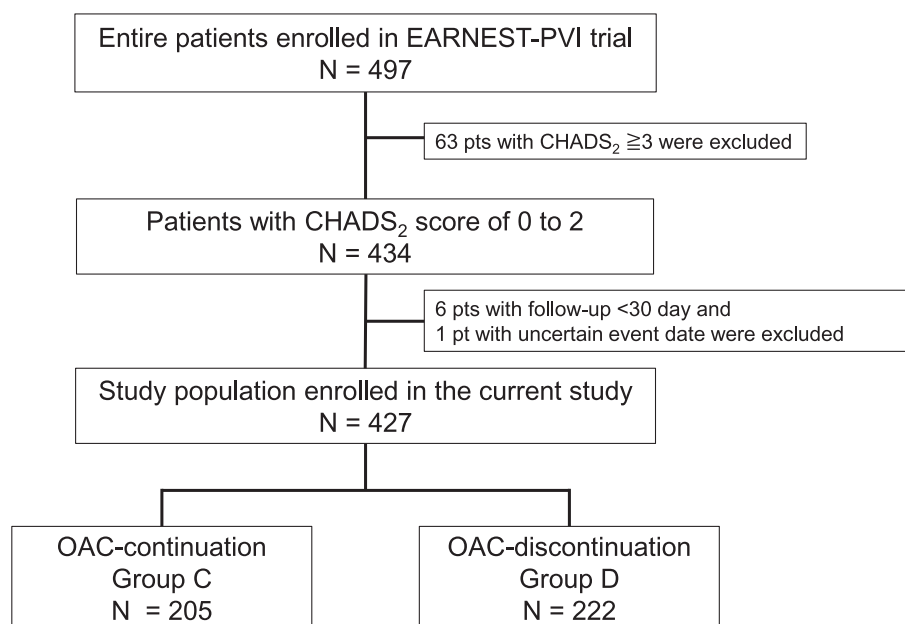 Entire patients enrolled in EARNEST-PVI trial
N = 497
63 pts with CHADS₂ ≧3 were excluded
Patients with CHADS₂ score of 0 to 2
N = 434
6 pts with follow-up <30 day and
1 pt with uncertain event date were excluded
Study population enrolled in the current study
N = 427
OAC-continuation
Group C
N = 205
OAC-discontinuation
Group D
N = 222